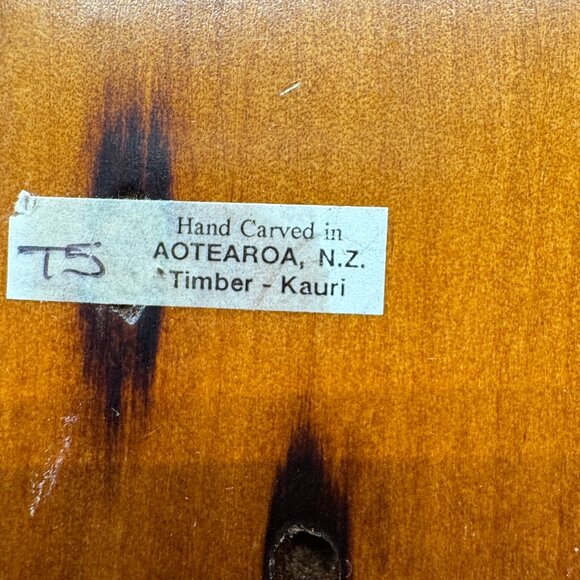 Hand Carved in
T5 AOTEAROA, N.Z.
Timber - Kauri